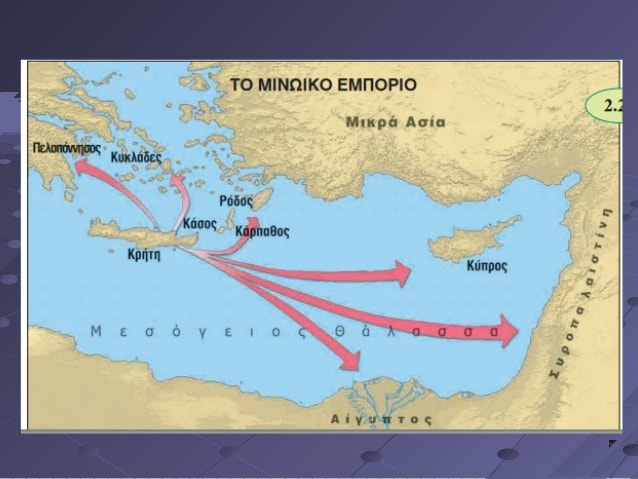 ΤΟ ΜΙΝΩΙΚΟ ΕΜΠΟΡΙΟ
2.2
Μικρά Ασία
Πελοπόννησος
Κυκλάδες
Ρόδος
Κάσος
Κάρπαθος
Κρήτη
Κύπρος
Συροπαλαιστίνη
Μεσόγειος Θάλασσα
Αίγυπτος